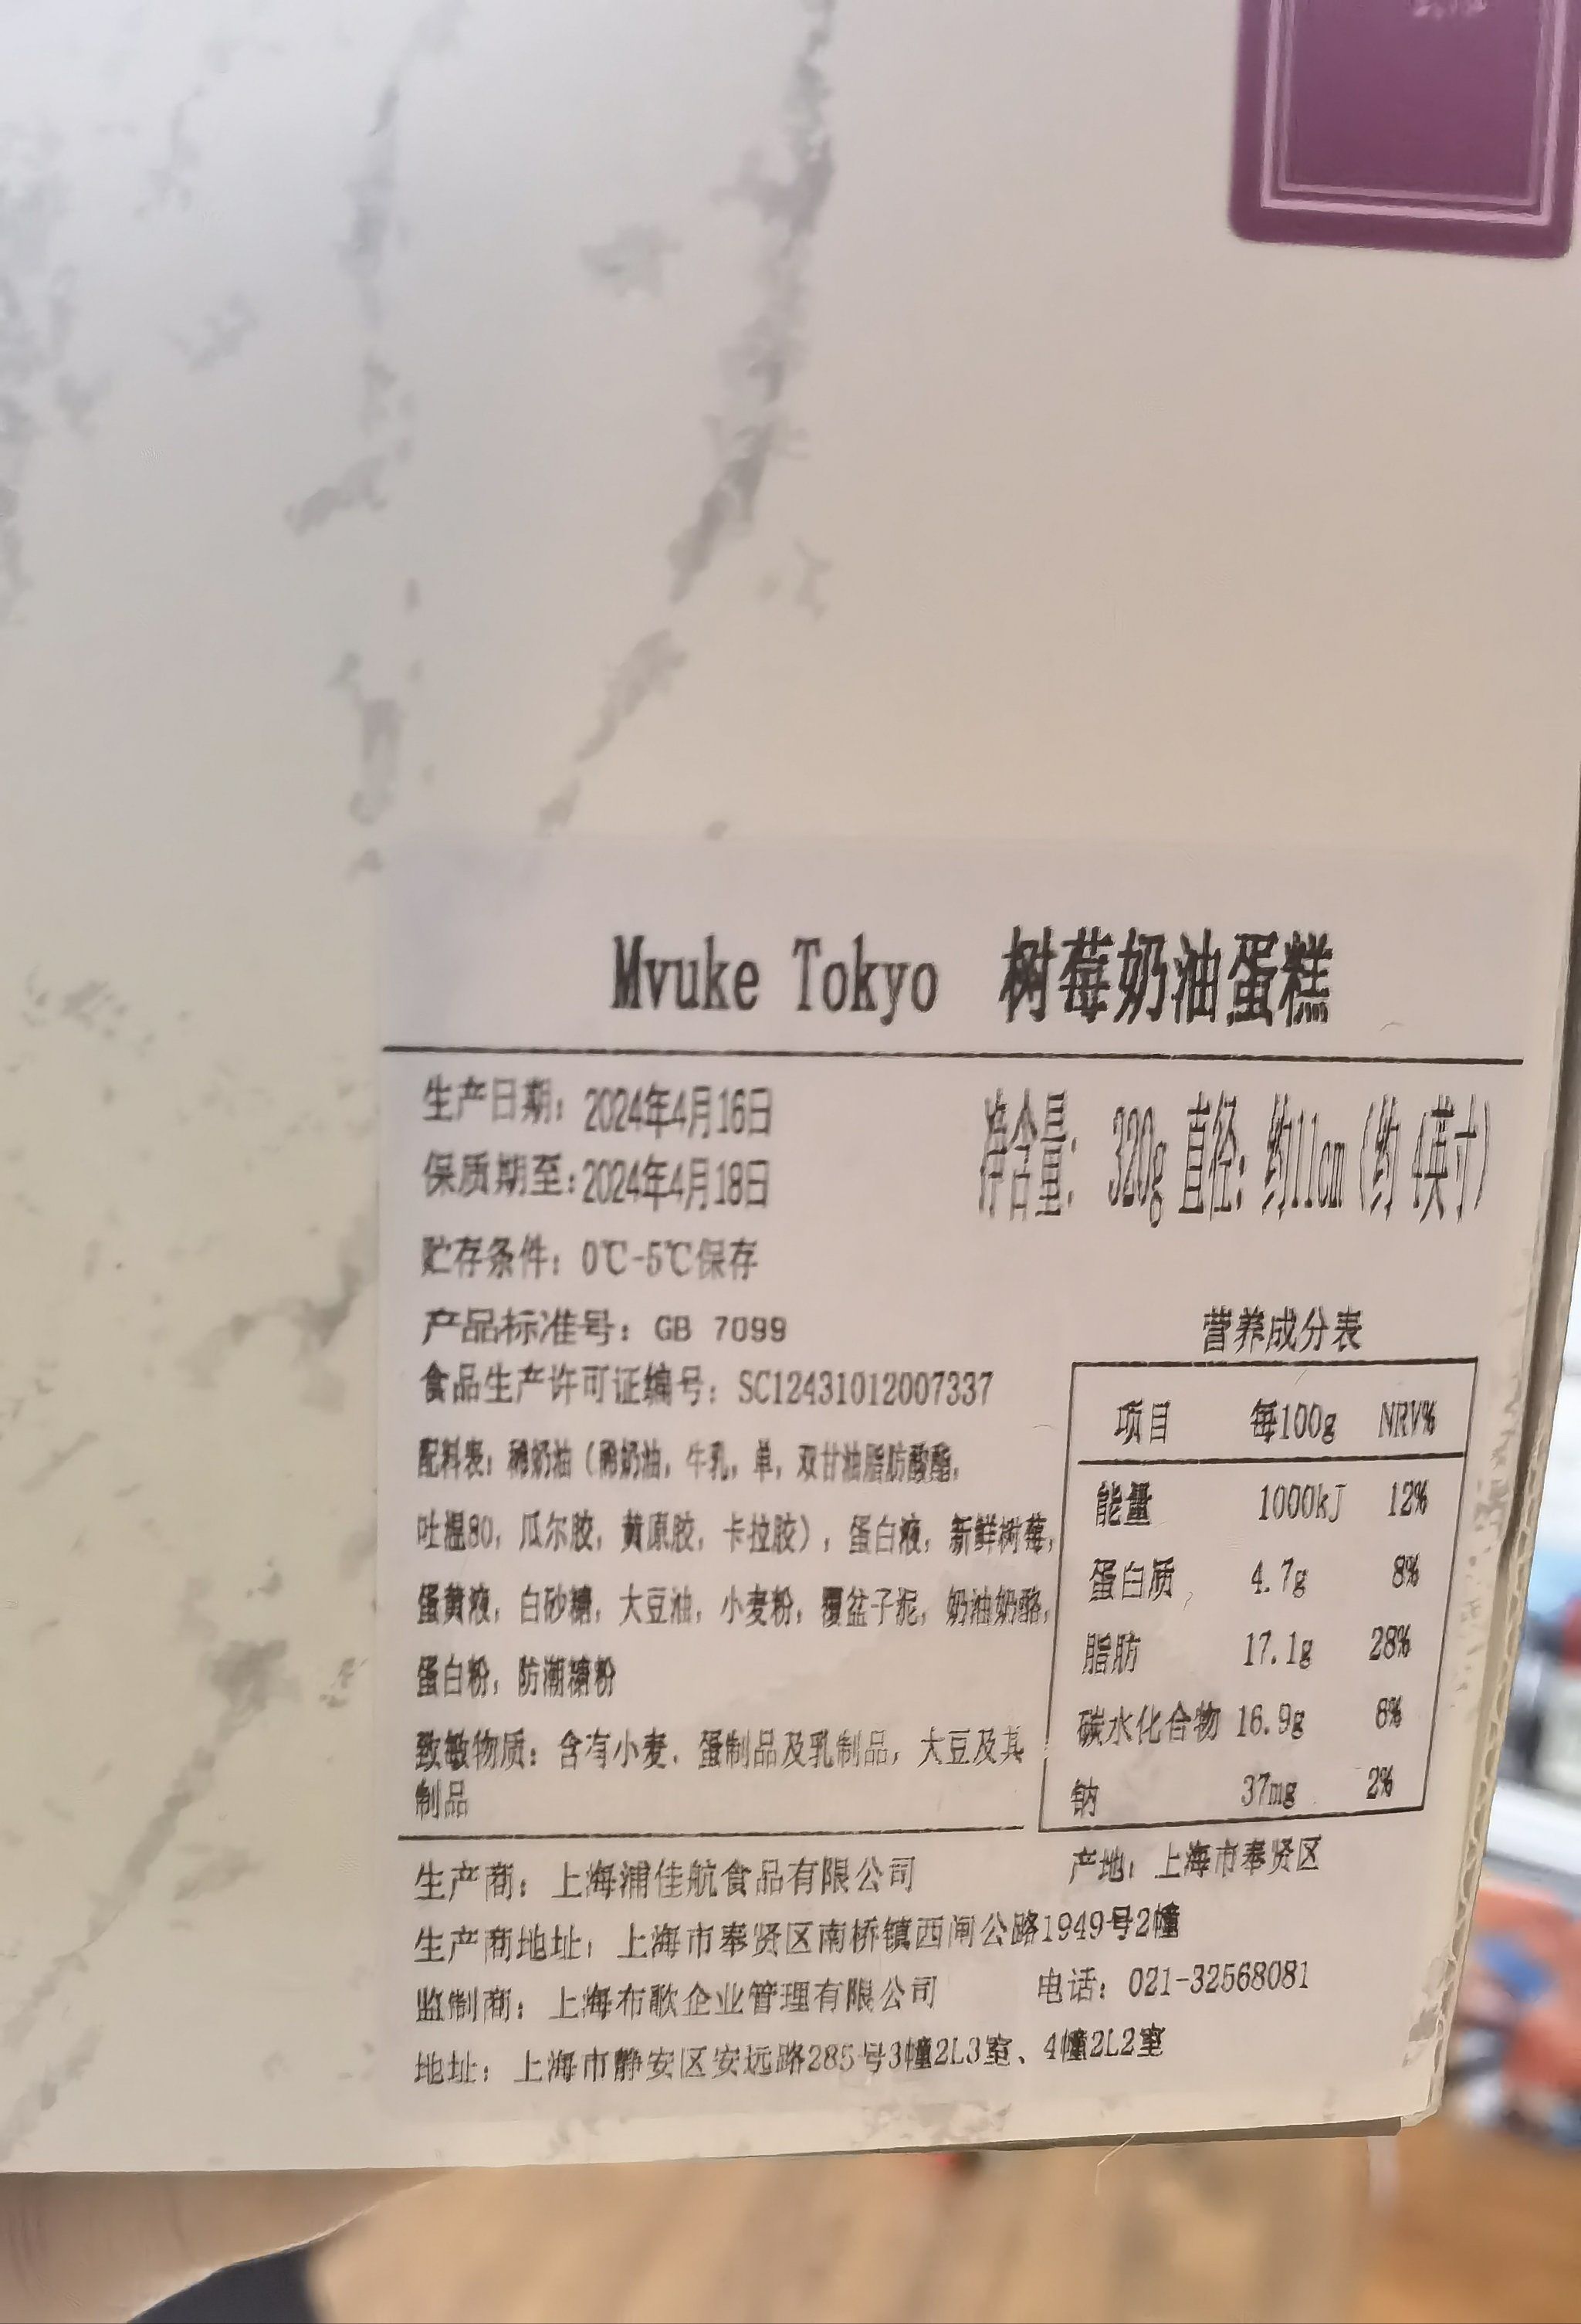 Mvuke Tokyo 树莓奶油蛋糕
生产日期：2024年4月16日
净含量：320g 直径：约11cm（约 4英寸）
保质期至：2024年4月18日
贮存条件：0℃-5℃保存
产品标准号：GB 7099
食品生产许可证编号：SC12431012007337
配料表：稀奶油（稀奶油，牛乳，单，双甘油脂肪酸酯，
吐温80，瓜尔胶，黄原胶，卡拉胶），蛋白液，新鲜树莓，
蛋黄液，白砂糖，大豆油，小麦粉，覆盆子泥，奶油奶酪，
蛋白粉，防潮糖粉
致敏物质：含有小麦，蛋制品及乳制品，大豆及其
制品
营养成分表
项目 每100g NRV%
能量 1000kJ 12%
蛋白质 4.7g 8%
脂肪 17.1g 28%
碳水化合物 16.9g 6%
钠 37mg 2%
生产商：上海浦佳航食品有限公司
产地：上海市奉贤区
生产商地址：上海市奉贤区南桥镇西闸公路1949号2幢
监制商：上海布歌企业管理有限公司 电话：021-32568081
地址：上海市静安区安远路285号3幢2L3室、4幢2L2室